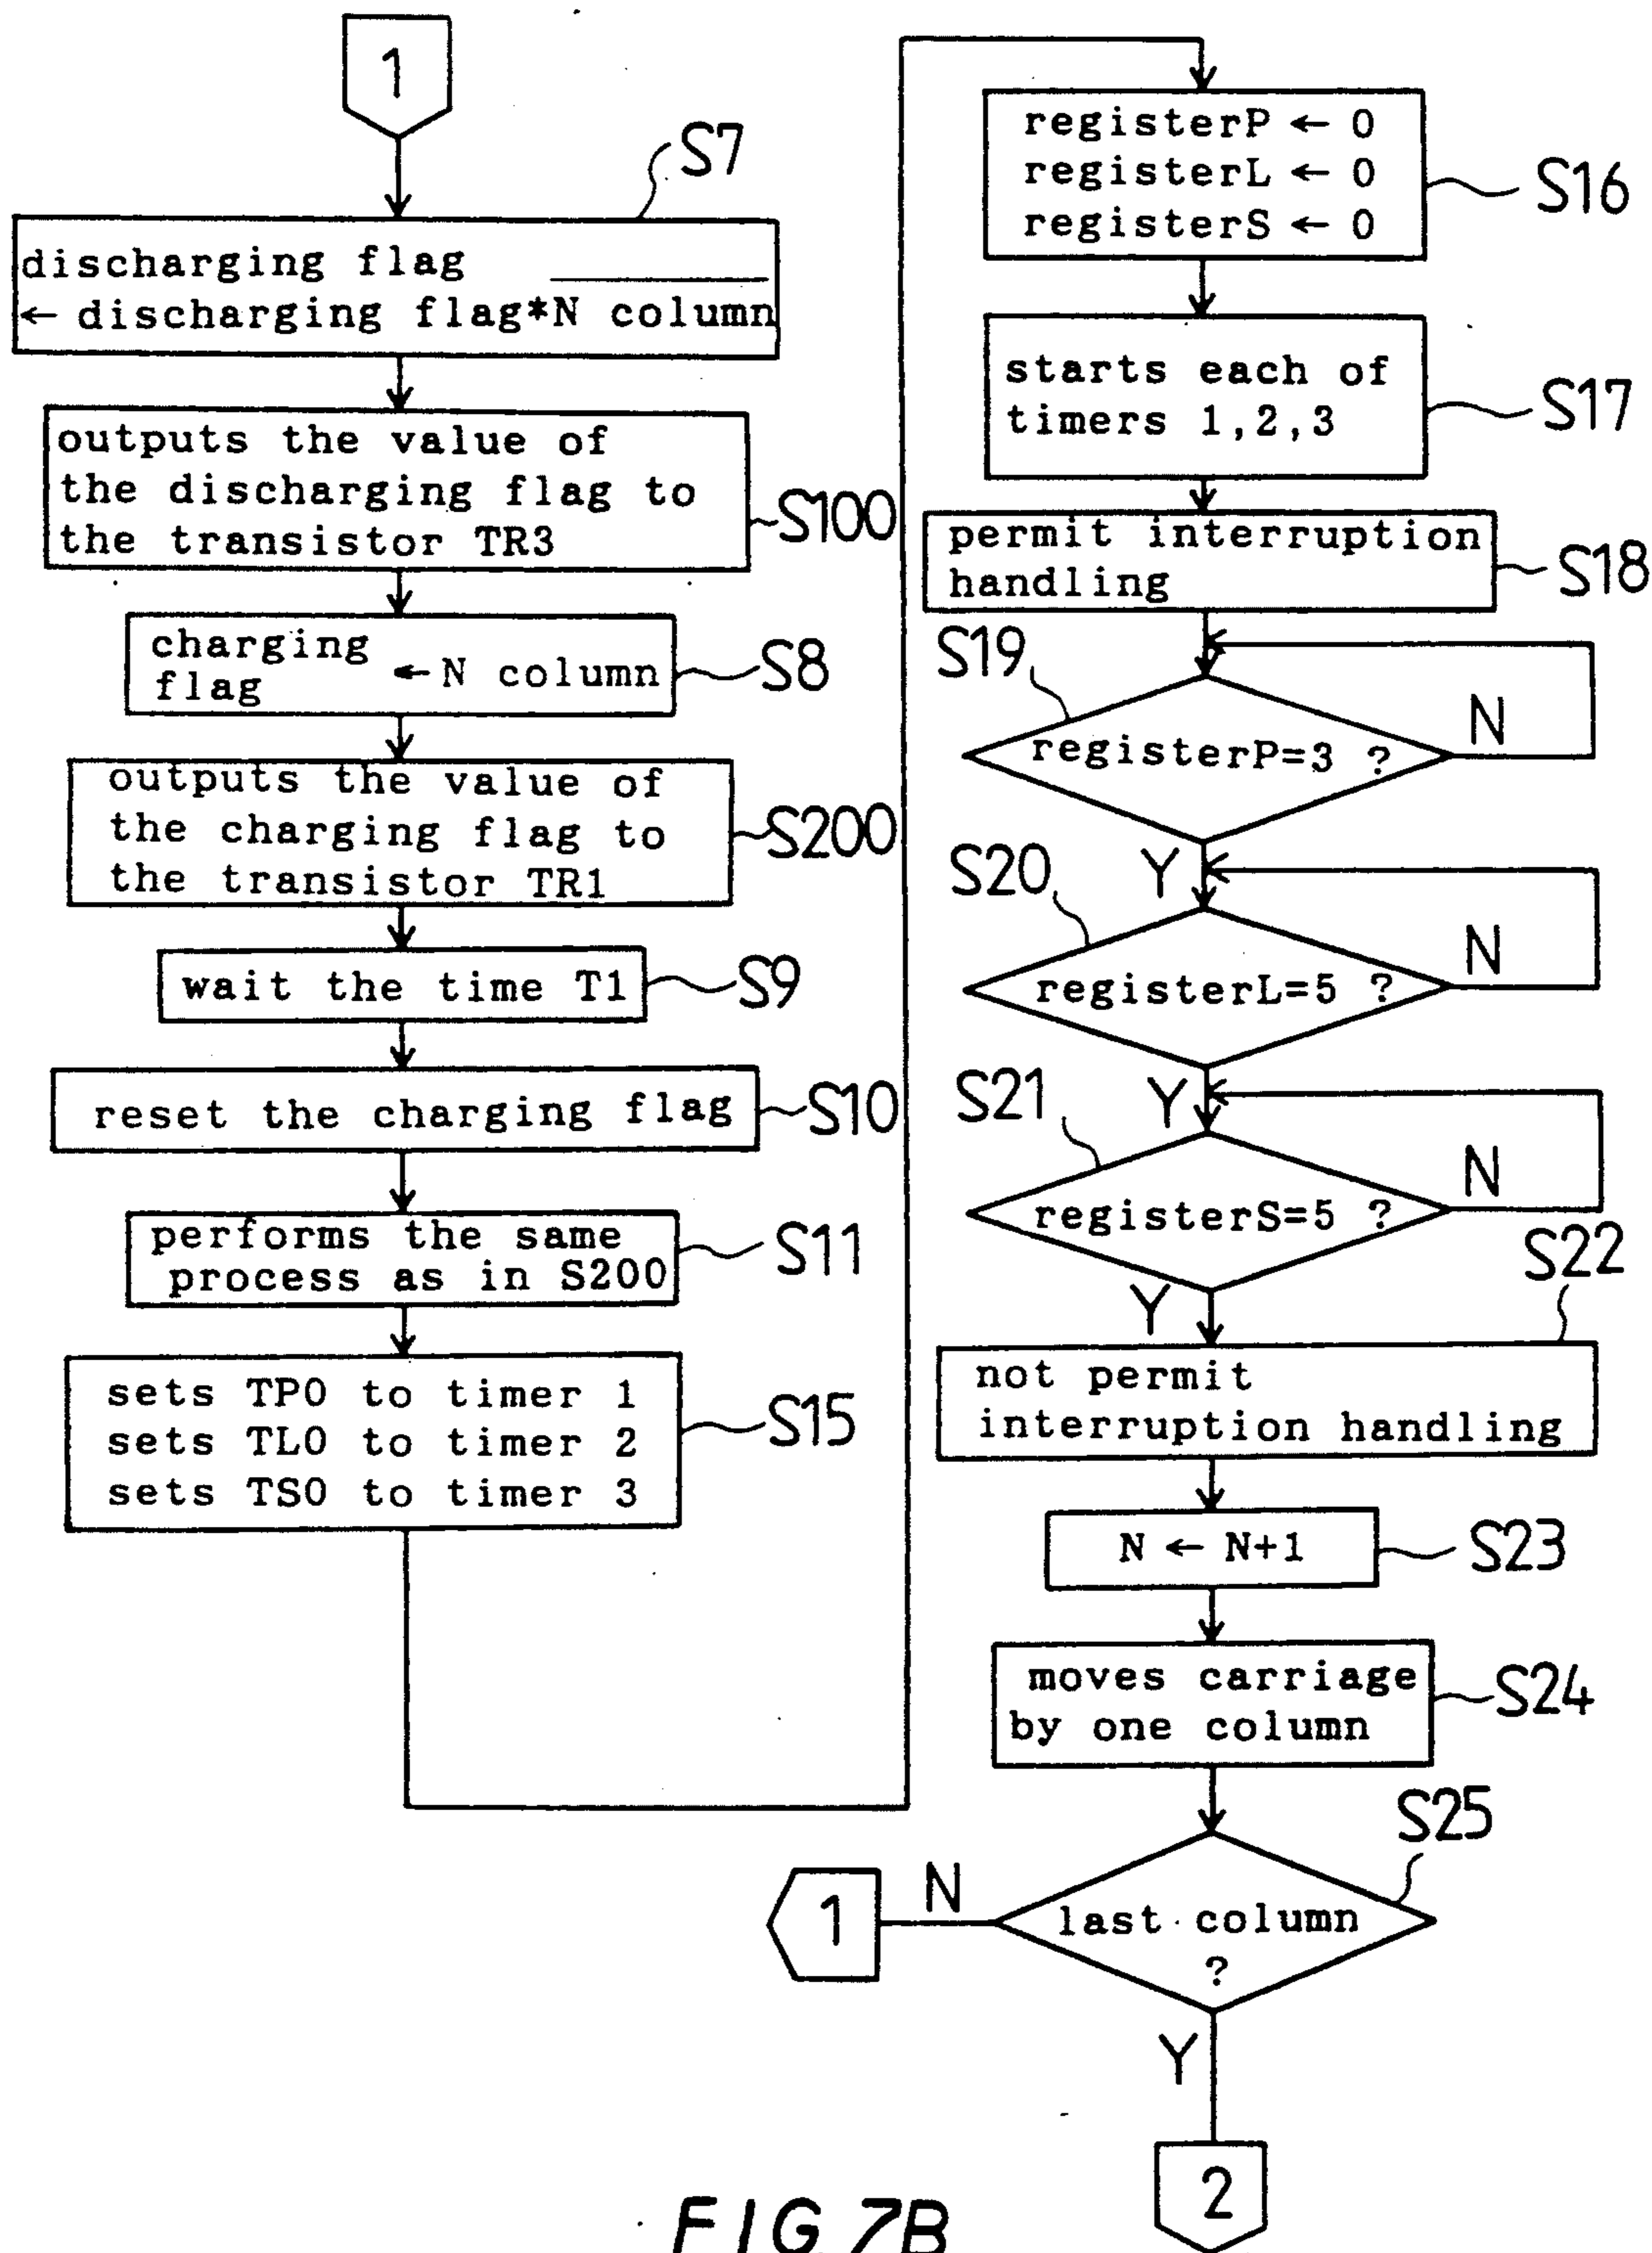 1
S7
discharging flag
← discharging flag*N column
outputs the value of
the discharging flag to
the transistor TR3
S100
charging
flag ← N column
S8
outputs the value of
the charging flag to
the transistor TR1
S200
wait the time T1
S9
reset the charging flag
S10
performs the same
process as in S200
S11
sets TP0 to timer 1
sets TL0 to timer 2
sets TS0 to timer 3
S15
registerP ← 0
registerL ← 0
registerS ← 0
S16
starts each of
timers 1,2,3
S17
permit interruption
handling
S18
S19
registerP=3 ?
N
Y
S20
registerL=5 ?
N
Y
S21
registerS=5 ?
N
Y
S22
not permit
interruption handling
N ← N+1
S23
moves carriage
by one column
S24
S25
last column
?
N
1
Y
2
FIG.7B